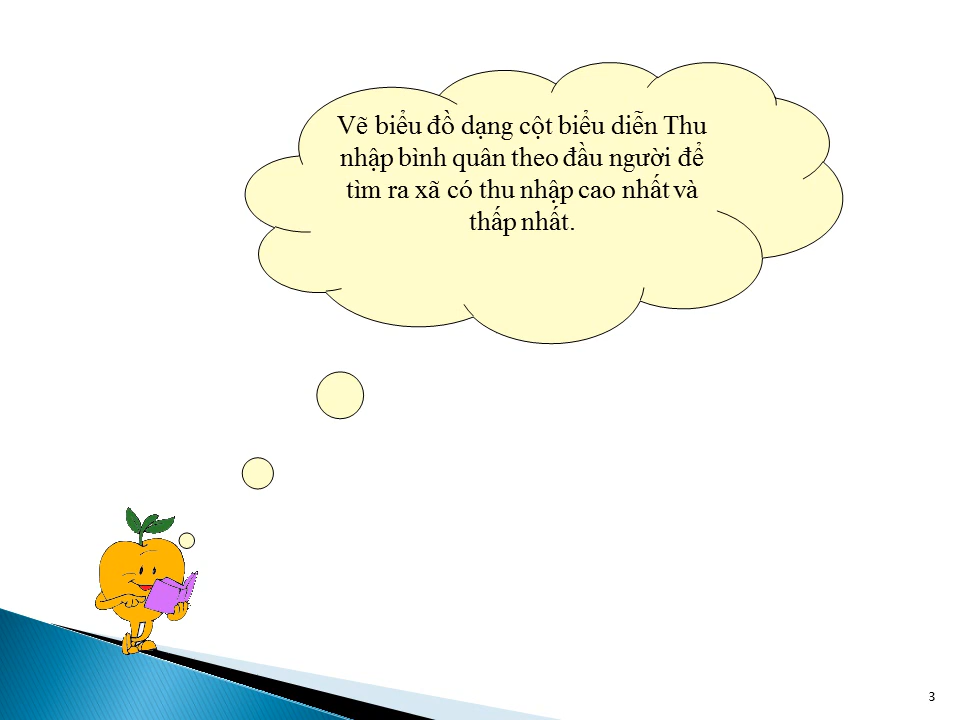 Vẽ biểu đồ dạng cột biểu diễn Thu
nhập bình quân theo đầu người để
tìm ra xã có thu nhập cao nhất và
thấp nhất.
3